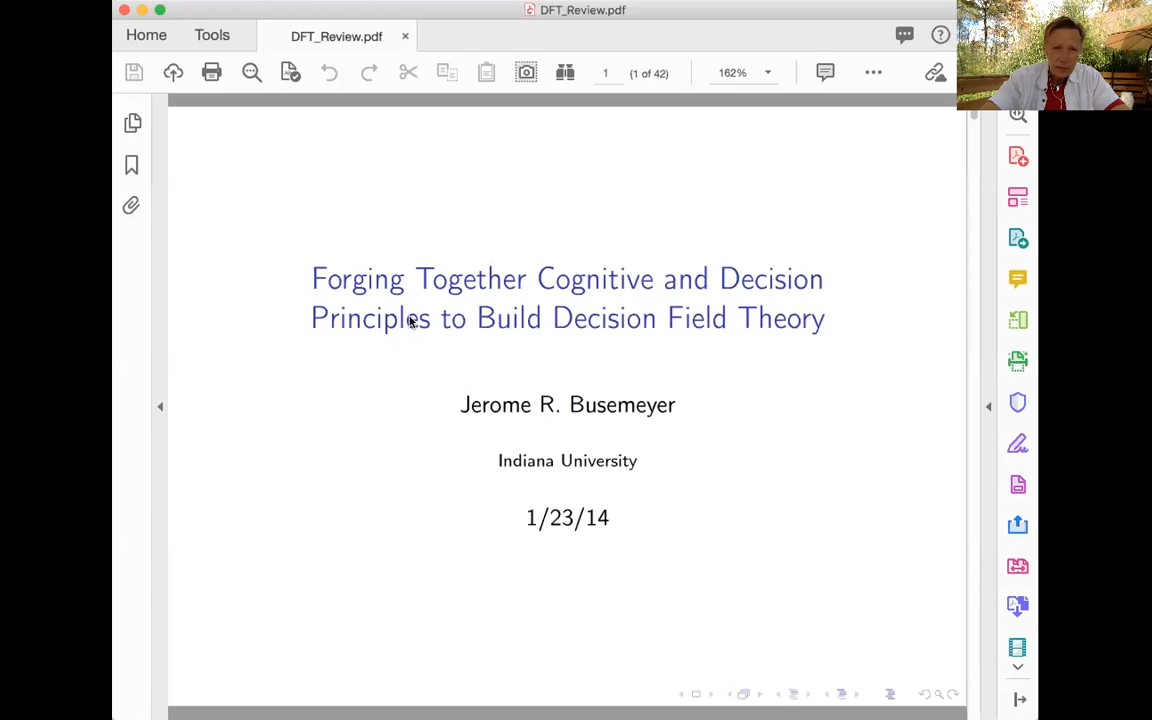 DFT_Review.pdf
Home
Tools
DFT_Review.pdf
×
1
(1 of 42)
162%
Forging Together Cognitive and Decision
Principles to Build Decision Field Theory
Jerome R. Busemeyer
Indiana University
1/23/14